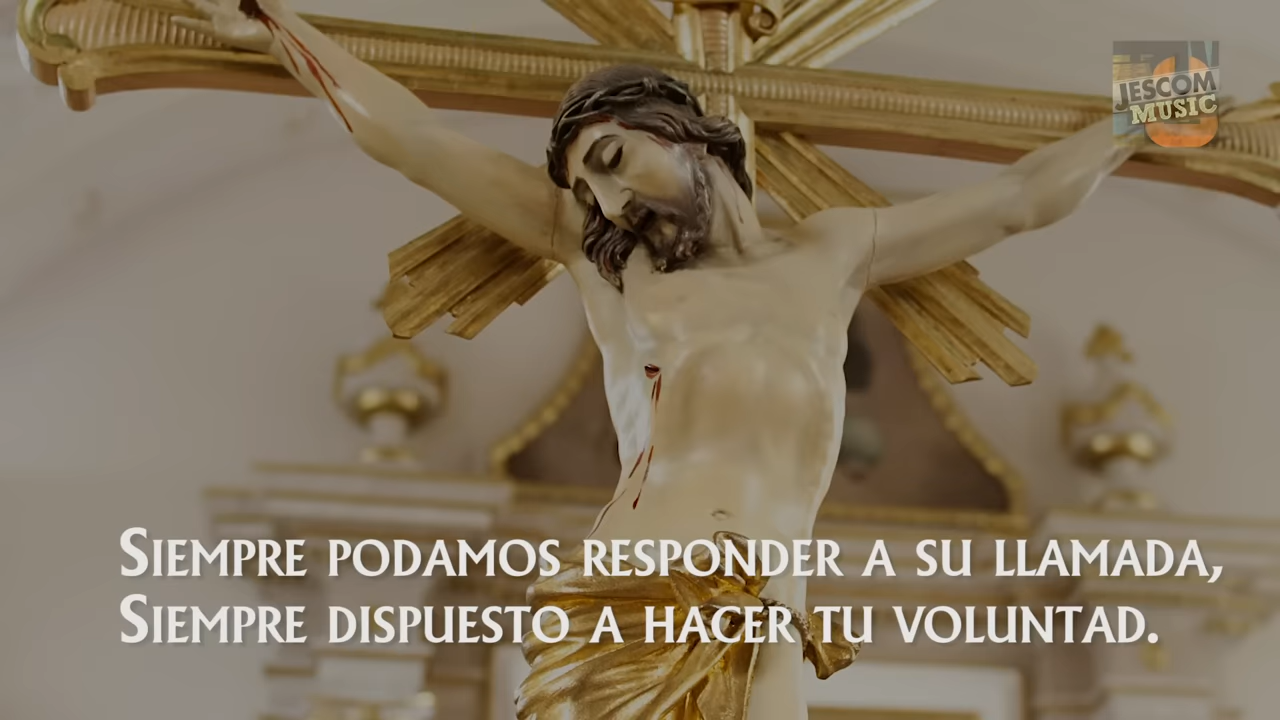 JESCOM
MUSIC
Siempre podamos responder a su llamada,
Siempre dispuesto a hacer tu voluntad.